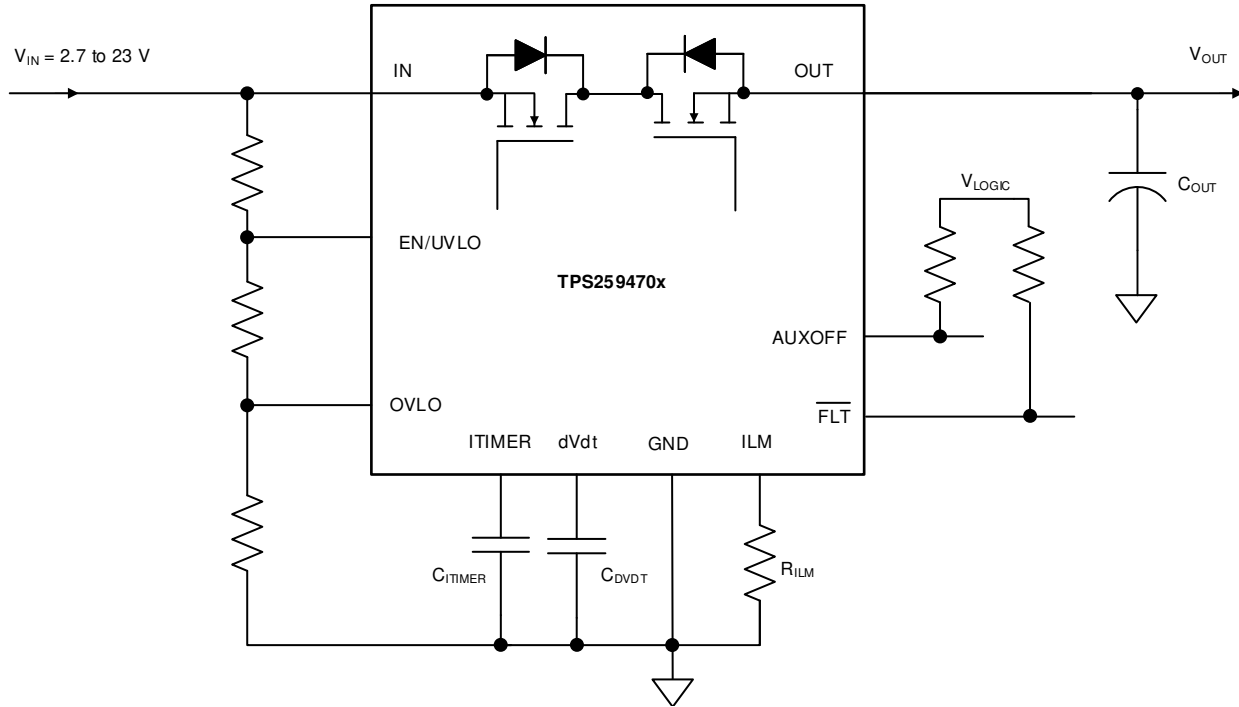 V_IN = 2.7 to 23 V
IN
OUT
V_OUT
V_LOGIC
C_OUT
EN/UVLO
TPS259470x
AUXOFF
OVLO
FLT
ITIMER
dVdt
GND
ILM
C_ITIMER
C_DVDT
R_ILM